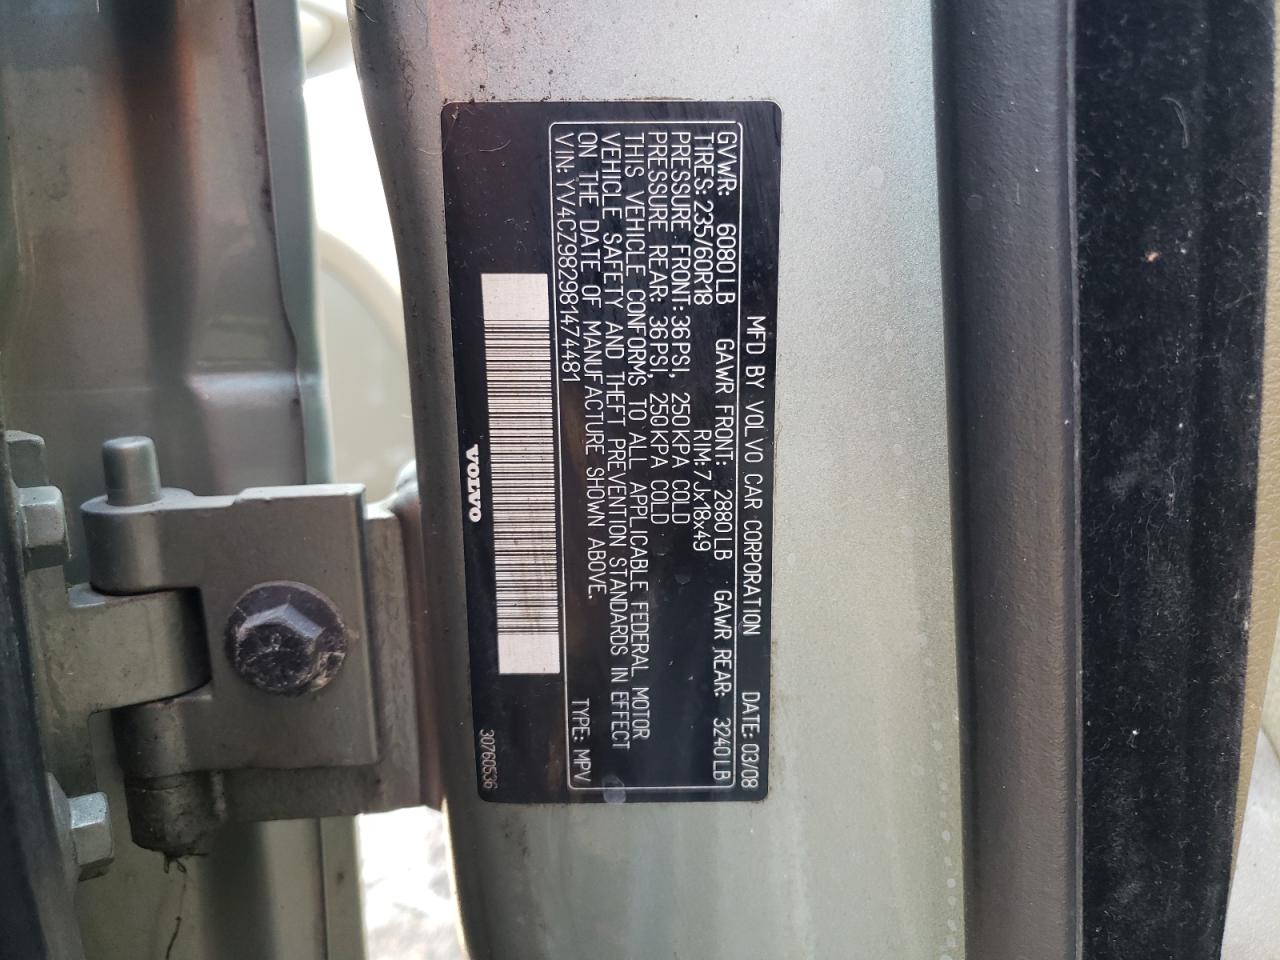 MFD BY VOLVO CAR CORPORATION DATE: 03/08
GVWR: 6080LB GAWR FRONT: 2880LB GAWR REAR: 3240LB
TIRES: 235/60R18 RIM: 7Jx18x49
PRESSURE FRONT: 36PSI, 250KPA COLD
PRESSURE REAR: 36PSI, 250KPA COLD
THIS VEHICLE CONFORMS TO ALL APPLICABLE FEDERAL MOTOR
VEHICLE SAFETY AND THEFT PREVENTION STANDARDS IN EFFECT
ON THE DATE OF MANUFACTURE SHOWN ABOVE.
VIN: YV4CZ982981474481 TYPE: MPV
VOLVO
30760536